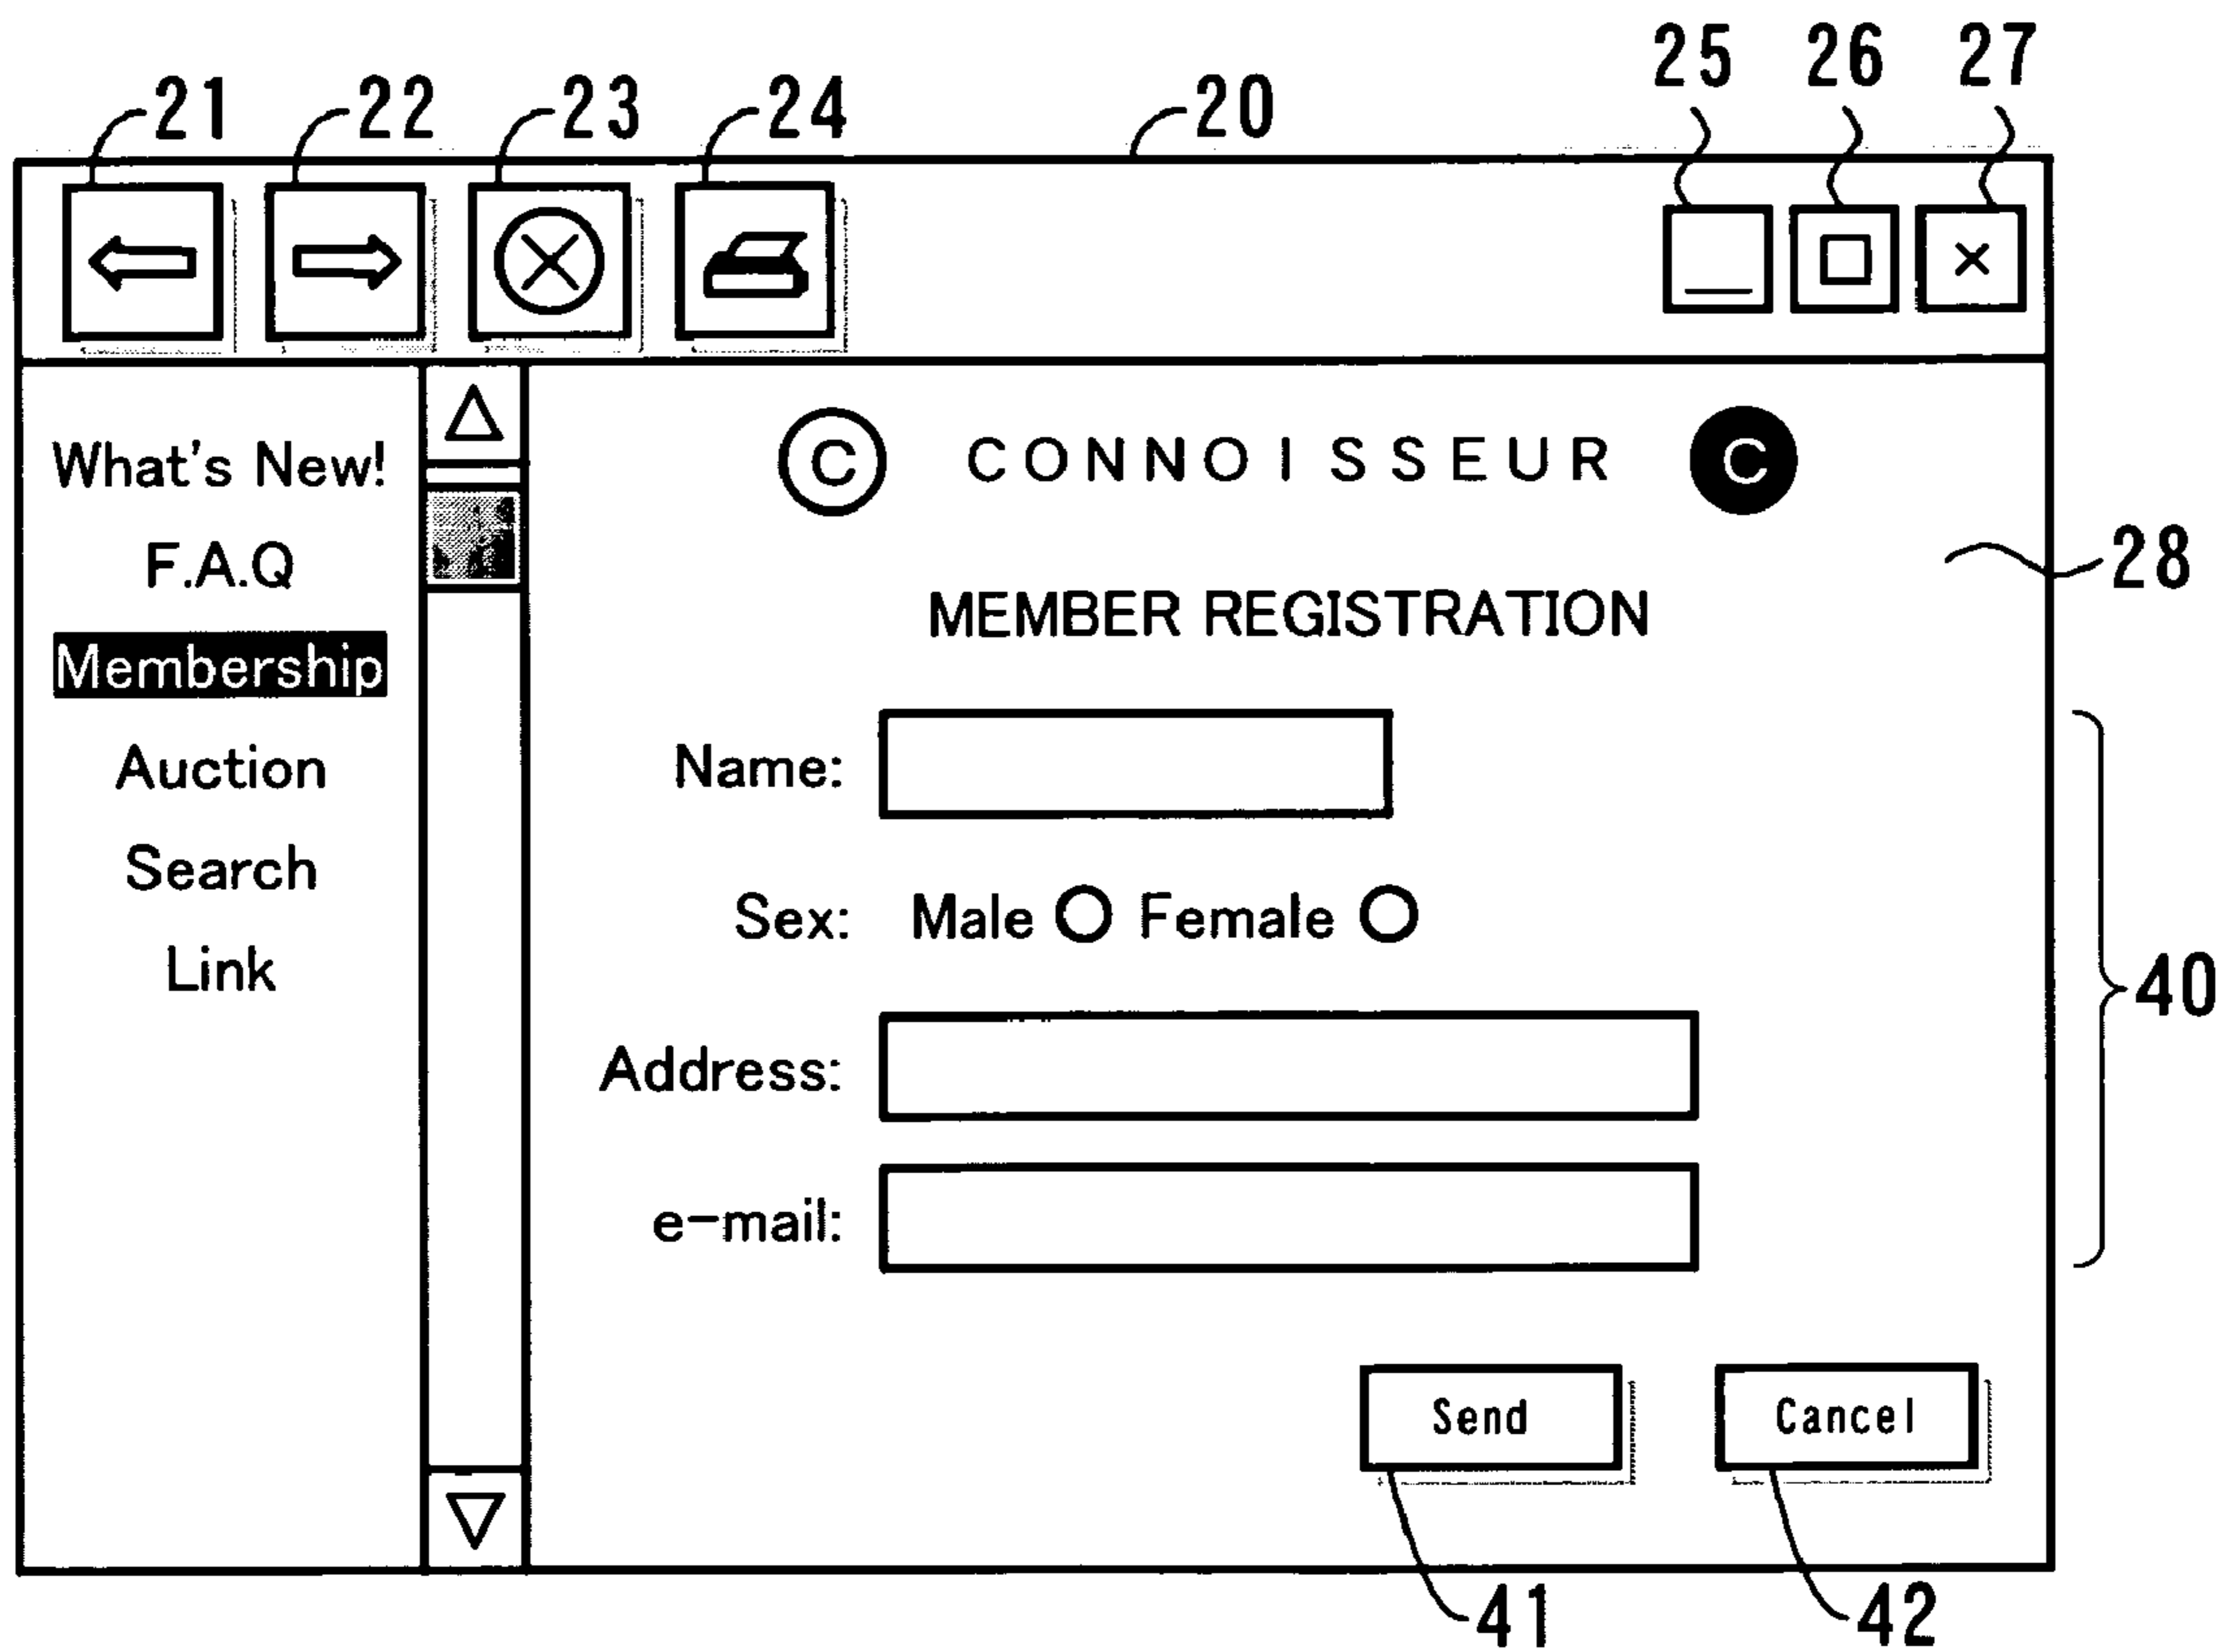 25 26 27
21 22 23 24 20
What's New!
F.A.Q
Membership
Auction
Search
Link
C CONNOISSEUR C
28
MEMBER REGISTRATION
Name:
Sex: Male Female
40
Address:
e-mail:
Send Cancel
41 42